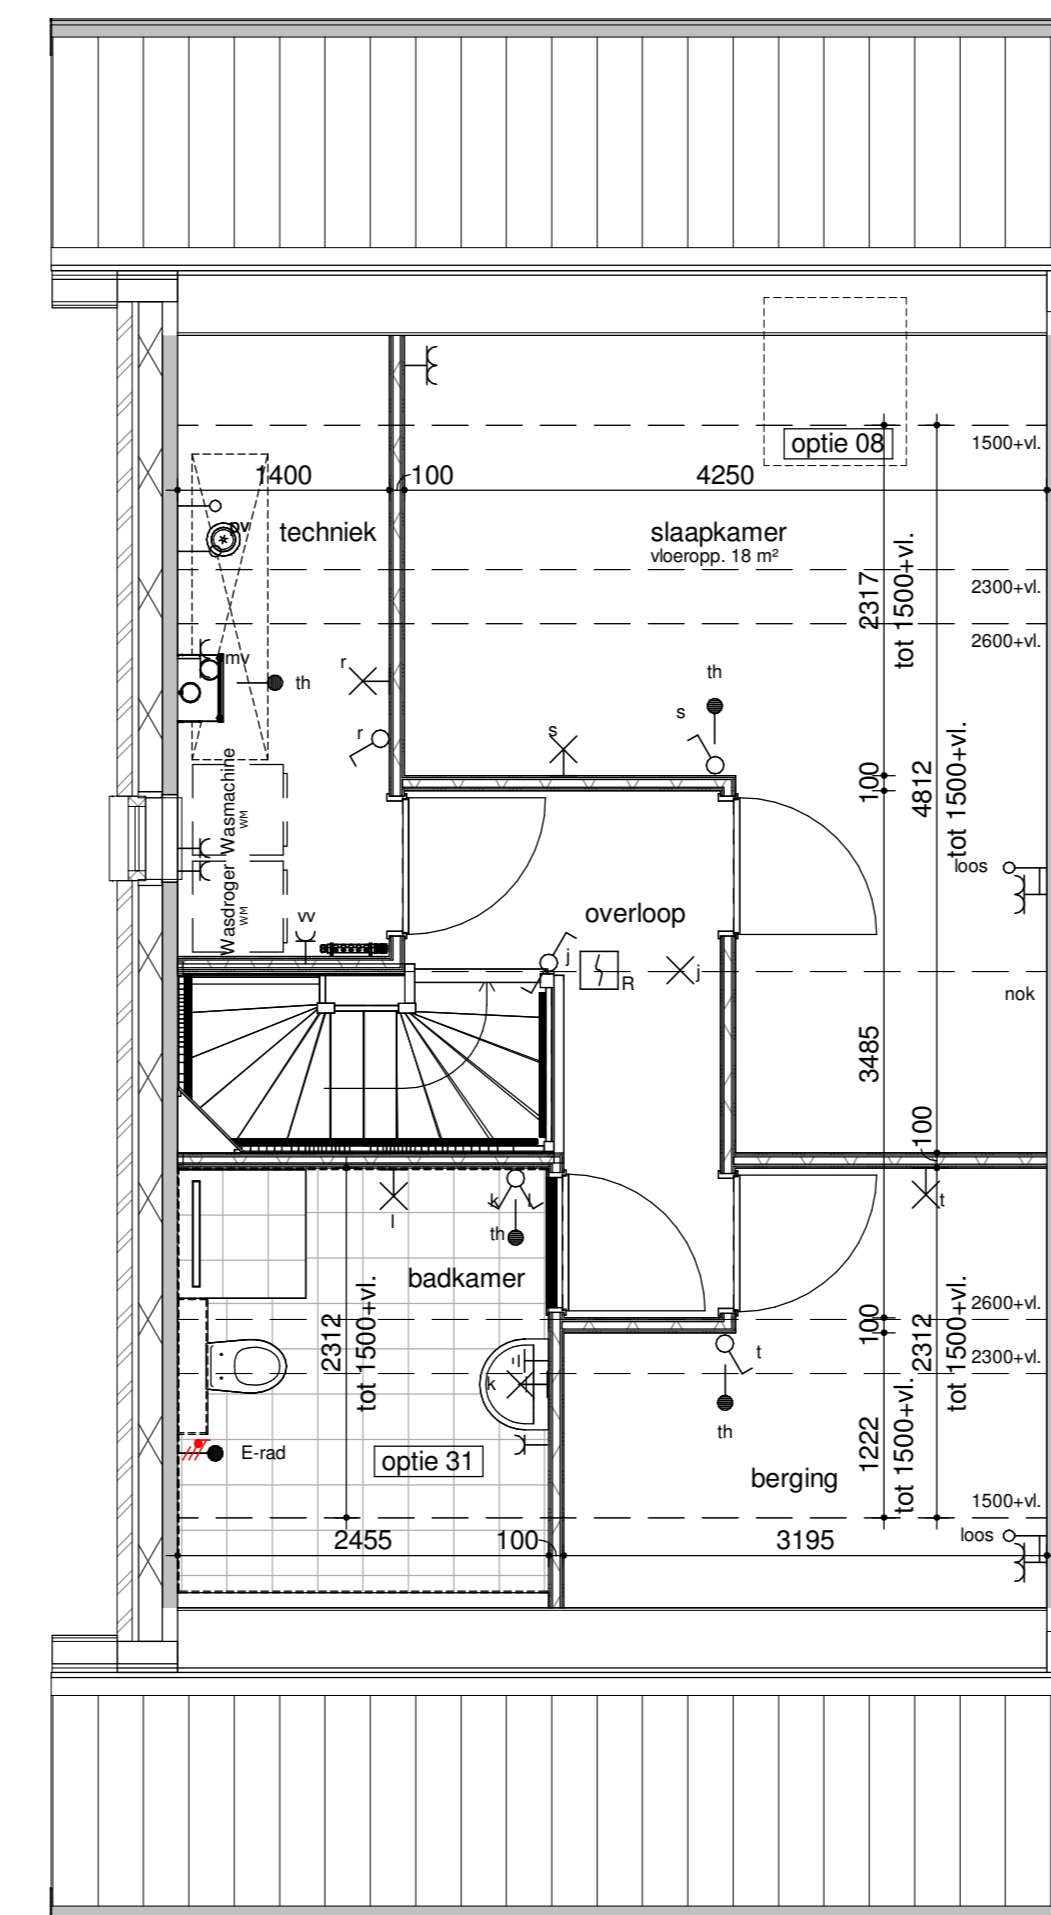 optie 08
1500+vl.
1400
100
4250
pv
techniek
slaapkamer
vloeropp. 18 m²
2317
tot 1500+vl.
2300+vl.
2600+vl.
mv
th
r
th
r
s
s
100
4812
tot 1500+vl.
Wasmachine
WM
Wasdroger
WM
loos
vv
overloop
j
R
j
nok
3485
100
k
l
l
th
t
badkamer
2312
tot 1500+vl.
100
2312
tot 1500+vl.
2600+vl.
2300+vl.
k
t
th
E-rad
optie 31
1222
tot 1500+vl.
berging
1500+vl.
2455
100
3195
loos